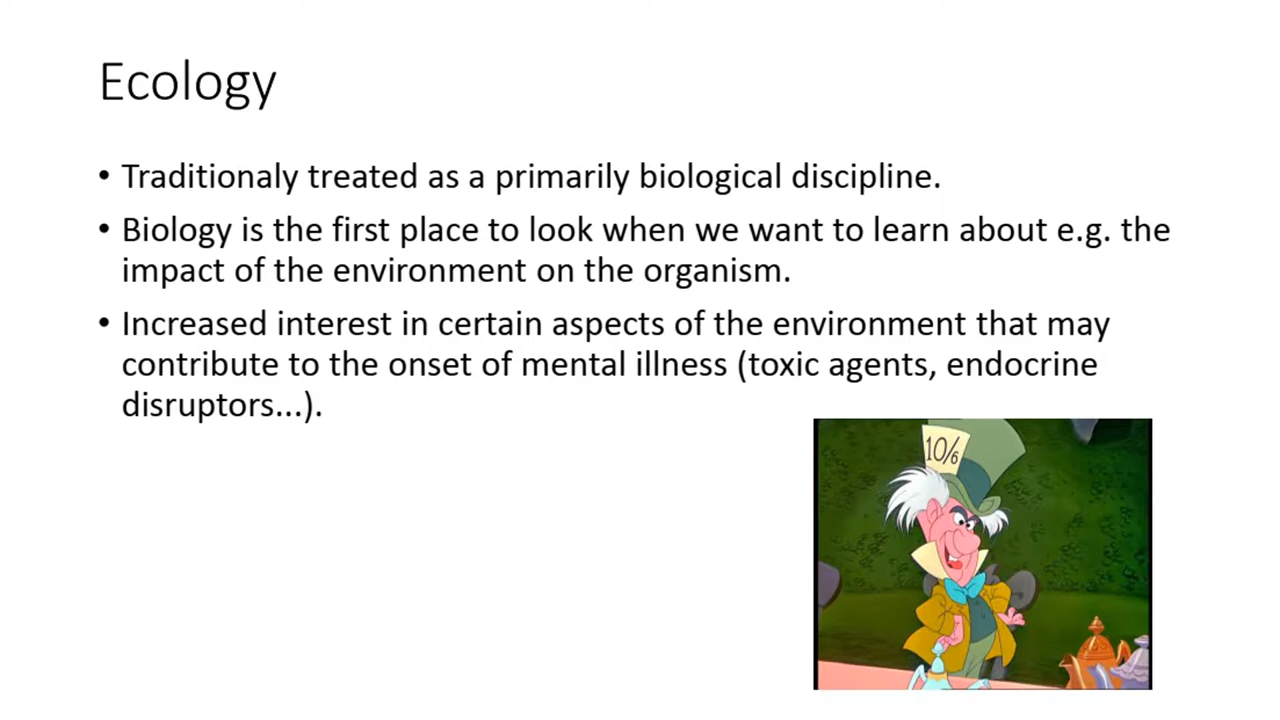 Ecology
• Traditionaly treated as a primarily biological discipline.
• Biology is the first place to look when we want to learn about e.g. the
impact of the environment on the organism.
• Increased interest in certain aspects of the environment that may
contribute to the onset of mental illness (toxic agents, endocrine
disruptors...).
10/6